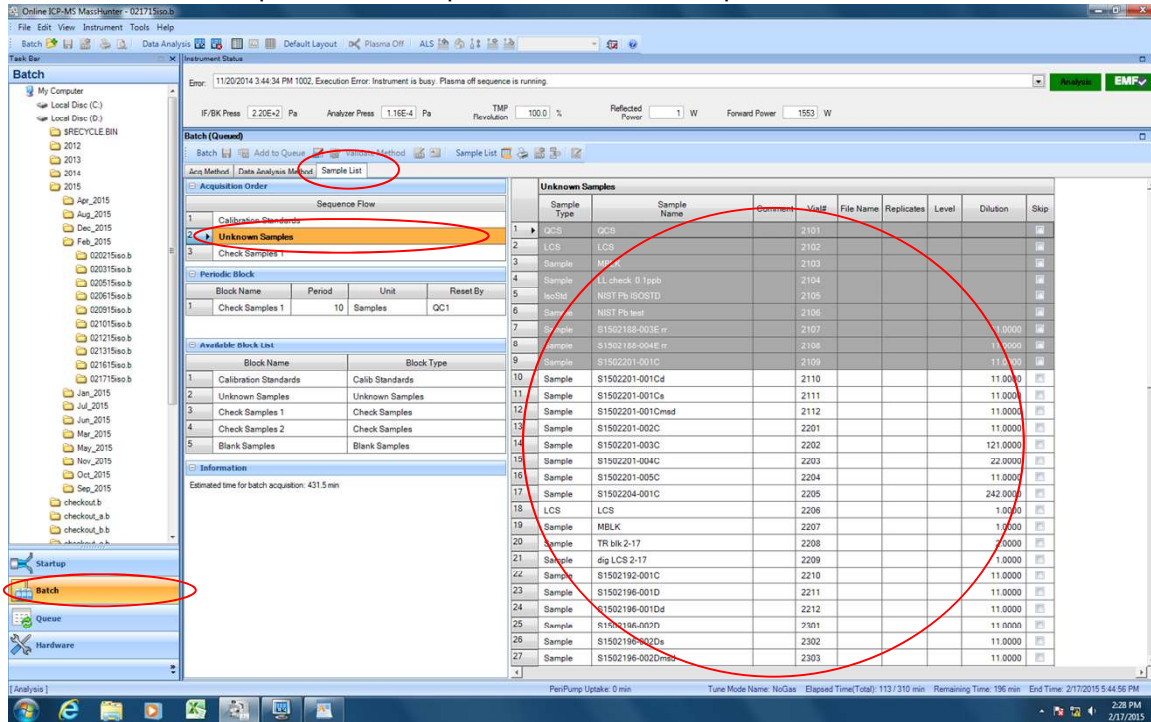 Online ICP-MS MassHunter - 021715iso.b
File Edit View Instrument Tools Help
Batch Data Analysis Default Layout Plasma Off ALS
Task Bar
Instrument Status
Batch
Error: 11/20/2014 3:44:34 PM 1002, Execution Error: Instrument is busy. Plasma off sequence is running.
Analysis EMF
IF/BK Press 2.20E+2 Pa Analyzer Press 1.16E-4 Pa TMP Revolution 100.0 % Reflected Power 1 W Forward Power 1553 W
My Computer
Local Disc (C:)
Local Disc (D:)
$RECYCLE.BIN
2012
2013
2014
2015
Apr_2015
Aug_2015
Dec_2015
Feb_2015
020215iso.b
020315iso.b
020515iso.b
020615iso.b
020915iso.b
021015iso.b
021215iso.b
021315iso.b
021615iso.b
021715iso.b
Jan_2015
Jul_2015
Jun_2015
Mar_2015
May_2015
Nov_2015
Oct_2015
Sep_2015
checkout.b
checkout_a.b
checkout_b.b
Startup
Batch
Queue
Hardware
Batch (Queued)
Batch Add to Queue Validate Method Sample List
Acq Method Data Analysis Method Sample List
Acquisition Order
Sequence Flow
1 Calibration Standards
2 Unknown Samples
3 Check Samples 1
Periodic Block
Block Name Period Unit Reset By
1 Check Samples 1 10 Samples QC1
Available Block List
Block Name Block Type
1 Calibration Standards Calib Standards
2 Unknown Samples Unknown Samples
3 Check Samples 1 Check Samples
4 Check Samples 2 Check Samples
5 Blank Samples Blank Samples
Information
Estimated time for batch acquisition: 431.5 min
Unknown Samples
Sample Type Sample Name Comment Vial# File Name Replicates Level Dilution Skip
1 QCS QCS 2101
2 LCS LCS 2102
3 Sample MBLK 2103
4 Sample LL check 0.1ppb 2104
5 IsoStd NIST Pb ISOSTD 2105
6 Sample NIST Pb test 2106
7 Sample S1502188-003E rr 2107
8 Sample S1502188-004E rr 2108 11.0000
9 Sample S1502201-001C 2109 11.0000
10 Sample S1502201-001Cd 2110 11.0000
11 Sample S1502201-001Cs 2111 11.0000
12 Sample S1502201-001Cmsd 2112 11.0000
13 Sample S1502201-002C 2201 11.0000
14 Sample S1502201-003C 2202 121.0000
15 Sample S1502201-004C 2203 22.0000
16 Sample S1502201-005C 2204 11.0000
17 Sample S1502204-001C 2205 242.0000
18 LCS LCS 2206 1.0000
19 Sample MBLK 2207 1.0000
20 Sample TR blk 2-17 2208 2.0000
21 Sample dig LCS 2-17 2209 1.0000
22 Sample S1502192-001C 2210 11.0000
23 Sample S1502196-001D 2211 11.0000
24 Sample S1502196-001Dd 2212 11.0000
25 Sample S1502196-002D 2301 11.0000
26 Sample S1502196-002Ds 2302 11.0000
27 Sample S1502196-002Dmsd 2303 11.0000
[ Analysis ] PeriPump Uptake: 0 min Tune Mode Name: NoGas Elapsed Time(Total): 113 / 310 min Remaining Time: 196 min End Time: 2/17/2015 5:44:56 PM
2:28 PM
2/17/2015